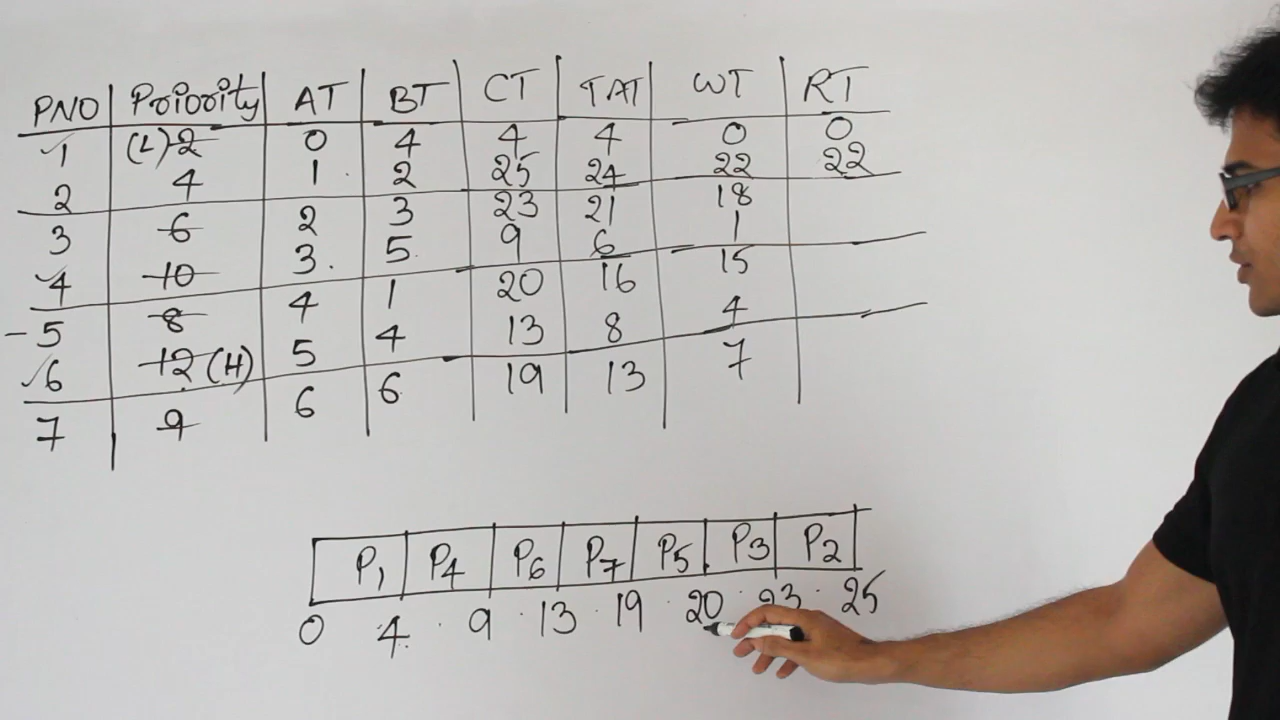 PNO Priority AT BT CT TAT WT RT
1 (L) 2 0 4 4 4 0 0
2 4 1 2 25 24 22 22
3 6 2 3 23 21 18
4 10 3 5 9 6 1
5 8 4 1 20 16 15
6 12 (H) 5 4 13 8 4
7 9 6 6 19 13 7
P1 P4 P6 P7 P5 P3 P2
0 4 9 13 19 20 23 25